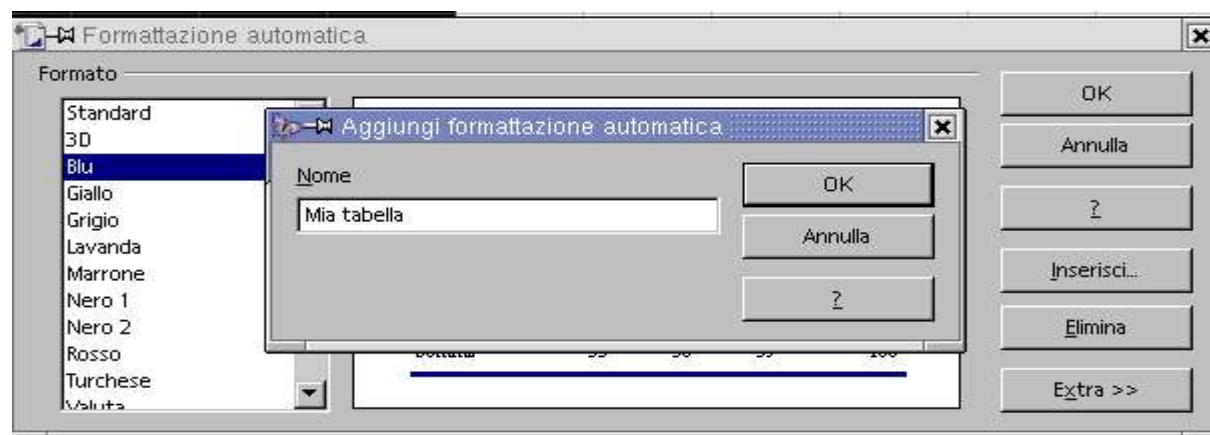 Formattazione automatica
Formato
Standard
3D
Blu
Giallo
Grigio
Lavanda
Marrone
Nero 1
Nero 2
Rosso
Turchese
Valuta
Aggiungi formattazione automatica
Nome
Mia tabella
OK
Annulla
?
OK
Annulla
?
Inserisci...
Elimina
Extra >>